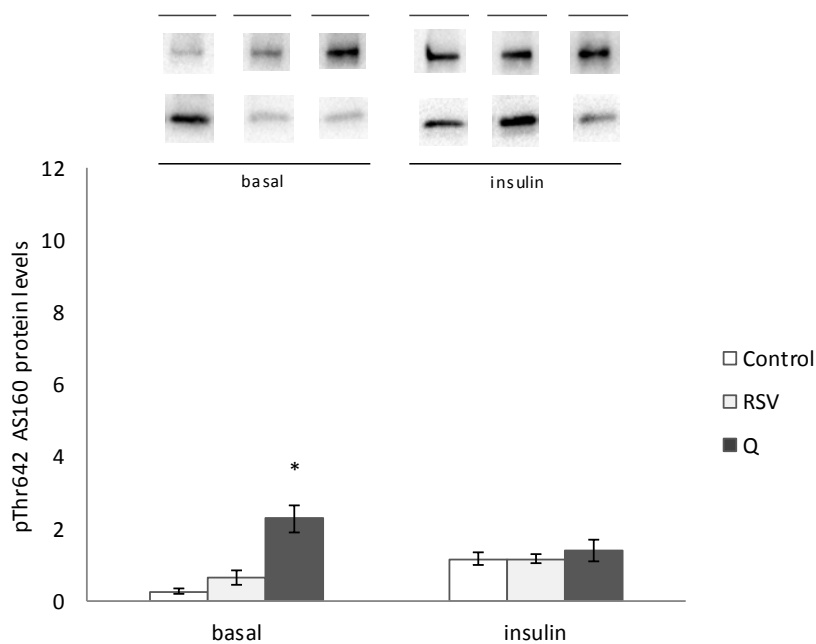 basal insulin
12
10
8
6
4
2
0
pThr642 AS160 protein levels
*
Control
RSV
Q
basal insulin